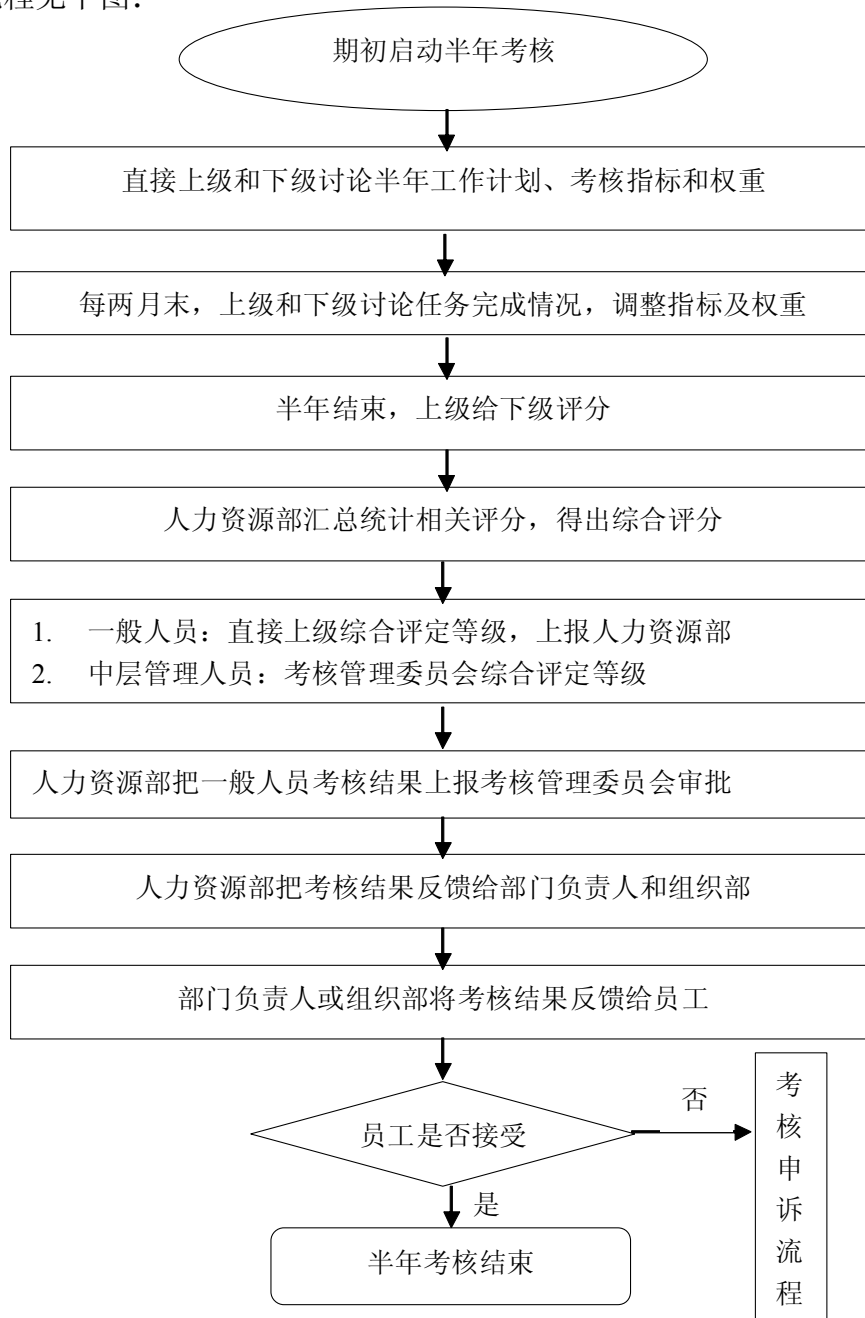 期初启动半年考核
直接上级和下级讨论半年工作计划、考核指标和权重
每两月末，上级和下级讨论任务完成情况，调整指标及权重
半年结束，上级给下级评分
人力资源部汇总统计相关评分，得出综合评分
1. 一般人员：直接上级综合评定等级，上报人力资源部
2. 中层管理人员：考核管理委员会综合评定等级
人力资源部把一般人员考核结果上报考核管理委员会审批
人力资源部把考核结果反馈给部门负责人和组织部
部门负责人或组织部将考核结果反馈给员工
员工是否接受
否
考核申诉流程
是
半年考核结束